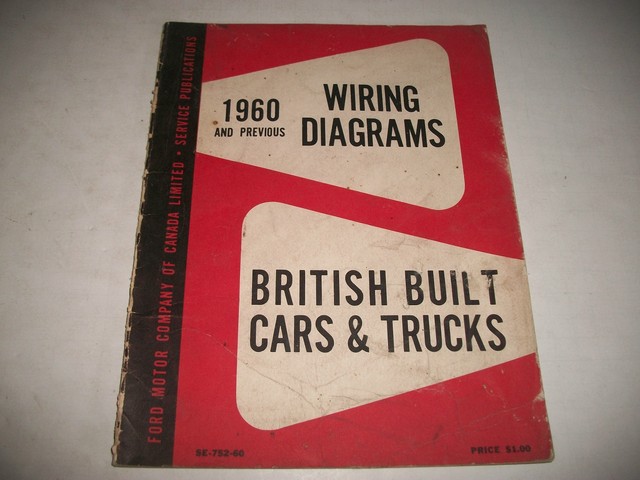 FORD MOTOR COMPANY OF CANADA LIMITED • SERVICE PUBLICATIONS
1960
AND PREVIOUS
WIRING
DIAGRAMS
BRITISH BUILT
CARS & TRUCKS
SE-752-60
PRICE $1.00